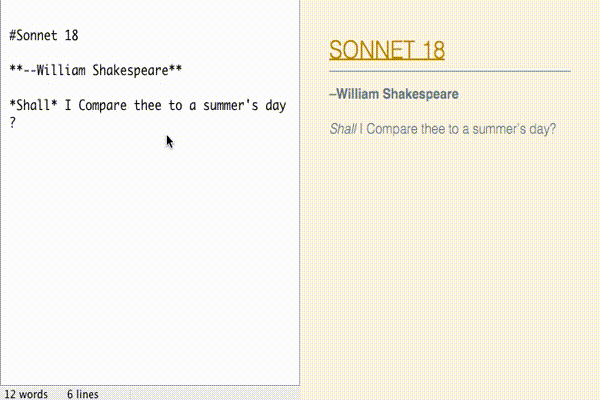 #Sonnet 18
**--William Shakespeare**
*Shall* I Compare thee to a summer's day
?
12 words 6 lines
SONNET 18
–William Shakespeare
Shall I Compare thee to a summer’s day?